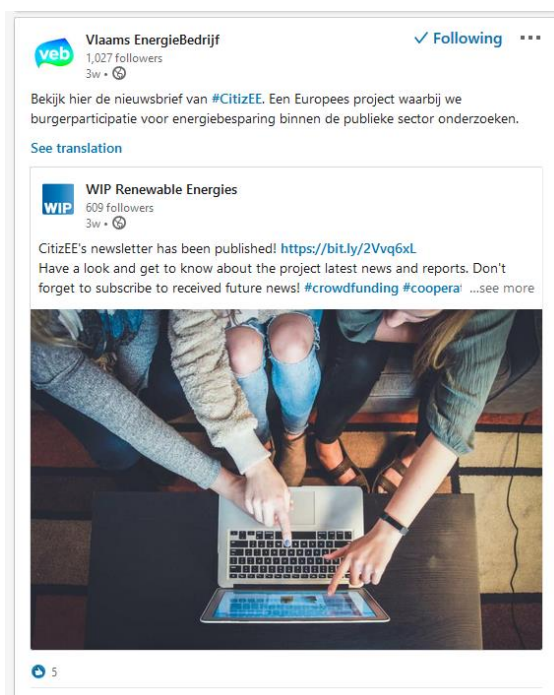 veb
Vlaams EnergieBedrijf
✓ Following
1,027 followers
3w •
Bekijk hier de nieuwsbrief van #CitizEE. Een Europees project waarbij we
burgerparticipatie voor energiebesparing binnen de publieke sector onderzoeken.
See translation
WIP
WIP Renewable Energies
609 followers
3w •
CitizEE's newsletter has been published! https://bit.ly/2Vvq6xL
Have a look and get to know about the project latest news and reports. Don't
forget to subscribe to received future news! #crowdfunding #coopera ...see more
5